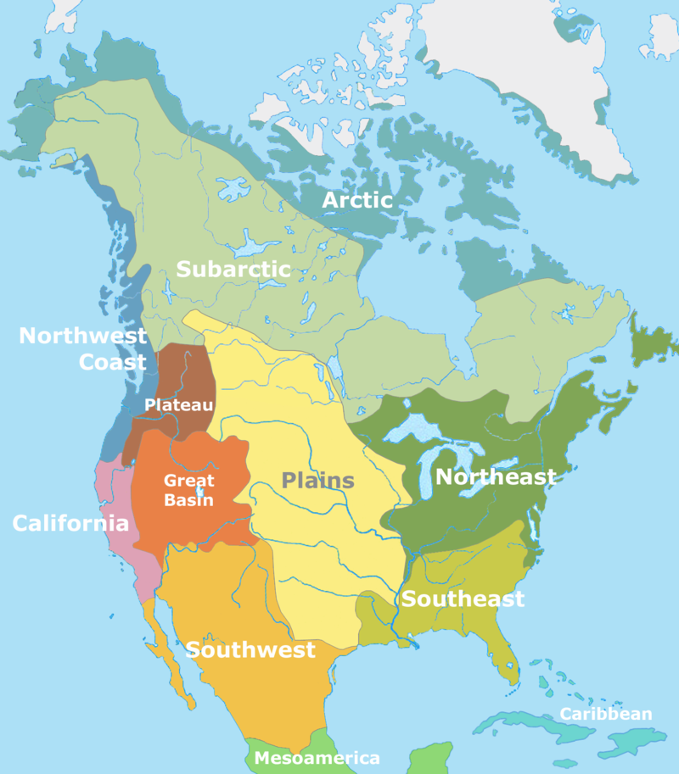 Arctic
Subarctic
Northwest
Coast
Plateau
Great
Basin
Plains
Northeast
California
Southeast
Southwest
Caribbean
Mesoamerica